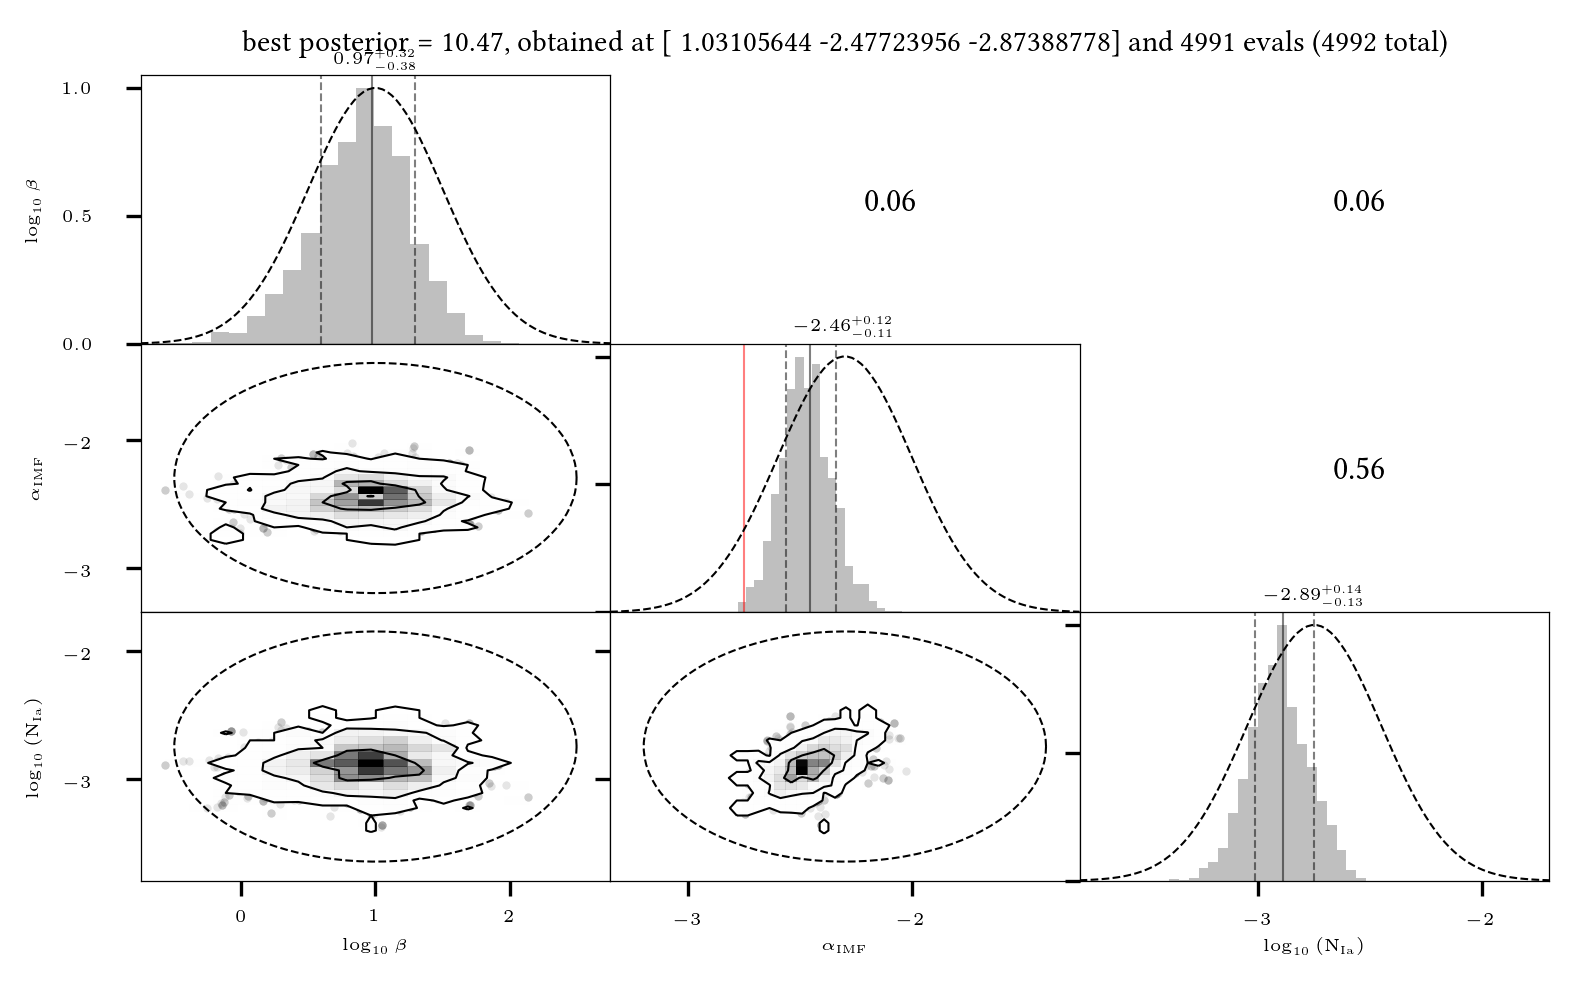 best posterior = 10.47, obtained at [ 1.03105644 -2.47723956 -2.87388778] and 4991 evals (4992 total)
0.97+0.32−0.38
1.0
0.5
0.0
log10 β
0.06
0.06
−2.46+0.12−0.11
−2
−3
αIMF
0.56
−2.89+0.14−0.13
−2
−3
log10 (NIa)
0
1
2
−3
−2
−3
−2
log10 β
αIMF
log10 (NIa)